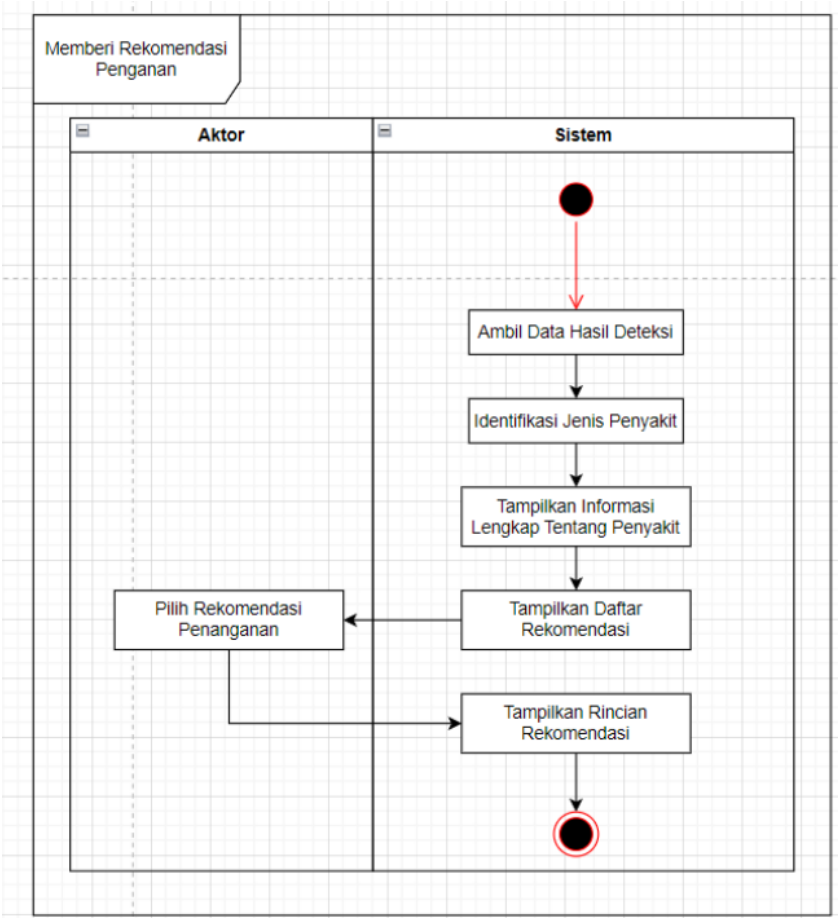 Memberi Rekomendasi
Penganan
Aktor
Sistem
Ambil Data Hasil Deteksi
Identifikasi Jenis Penyakit
Tampilkan Informasi
Lengkap Tentang Penyakit
Tampilkan Daftar
Rekomendasi
Pilih Rekomendasi
Penanganan
Tampilkan Rincian
Rekomendasi